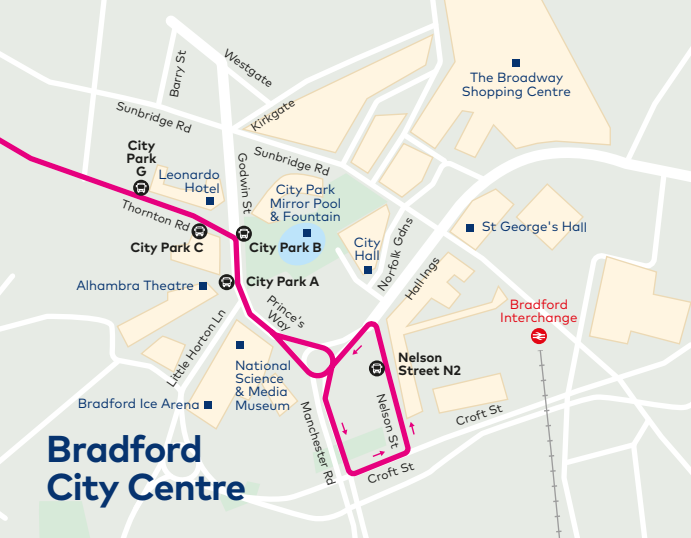 Barry St
Westgate
Kirkgate
Sunbridge Rd
The Broadway
Shopping Centre
City
Park
G
Leonardo
Hotel
Godwin St
Sunbridge Rd
City Park
Mirror Pool
& Fountain
Thornton Rd
City Park C
City Park B
City
Hall
Norfolk Gdns
Hall Ings
St George's Hall
Alhambra Theatre
City Park A
Prince's
Way
Little Horton Ln
Bradford
Interchange
National
Science
& Media
Museum
Nelson
Street N2
Bradford Ice Arena
Manchester Rd
Nelson St
Croft St
Croft St
Bradford
City Centre